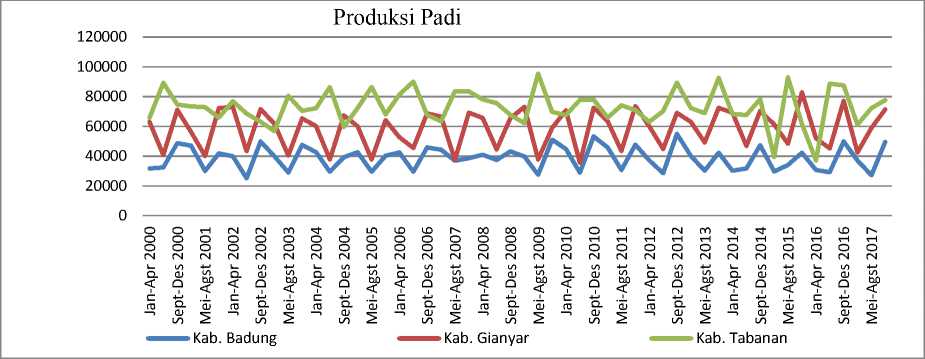 Produksi Padi
120000
100000
80000
60000
40000
20000
0
Jan-Apr 2000
Sept-Des 2000
Mei-Agst 2001
Jan-Apr 2002
Sept-Des 2002
Mei-Agst 2003
Jan-Apr 2004
Sept-Des 2004
Mei-Agst 2005
Jan-Apr 2006
Sept-Des 2006
Mei-Agst 2007
Jan-Apr 2008
Sept-Des 2008
Mei-Agst 2009
Jan-Apr 2010
Sept-Des 2010
Mei-Agst 2011
Jan-Apr 2012
Sept-Des 2012
Mei-Agst 2013
Jan-Apr 2014
Sept-Des 2014
Mei-Agst 2015
Jan-Apr 2016
Sept-Des 2016
Mei-Agst 2017
Kab. Badung Kab. Gianyar Kab. Tabanan